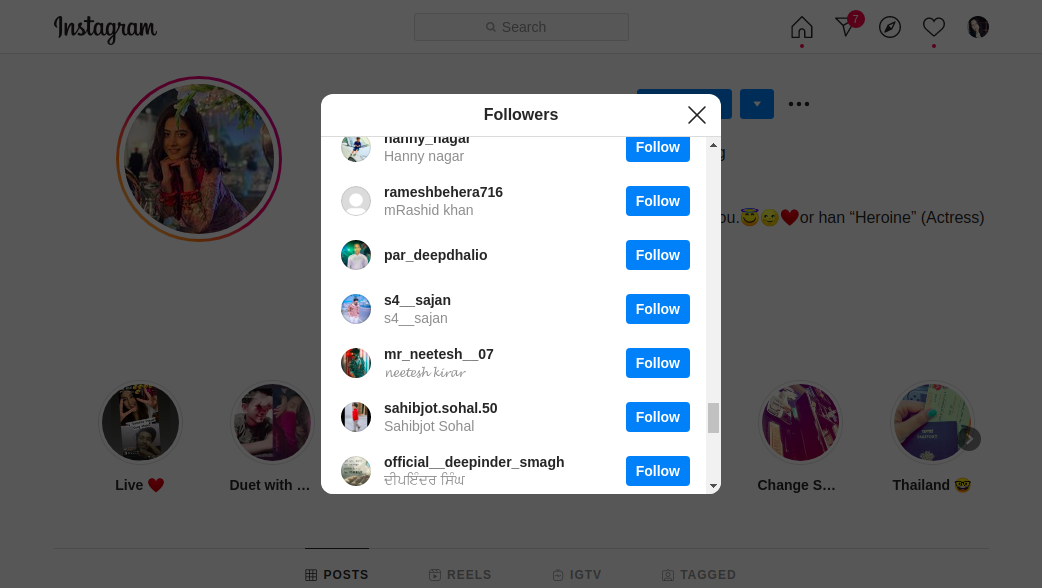 Instagram
Search
7
Followers
hanny_nagar
Hanny nagar
Follow
rameshbehera716
mRashid khan
Follow
par_deepdhalio
Follow
s4__sajan
s4__sajan
Follow
mr_neetesh__07
𝓷𝓮𝓮𝓽𝓮𝓼𝓱 𝓴𝓲𝓻𝓪𝓻
Follow
sahibjot.sohal.50
Sahibjot Sohal
Follow
official__deepinder_smagh
ਦੀਪਇੰਦਰ ਸਿੰਘ
Follow
ou.😇😉❤️or han “Heroine” (Actress)
Live ❤️
Duet with ...
Change S...
Thailand 🤓
POSTS
REELS
IGTV
TAGGED